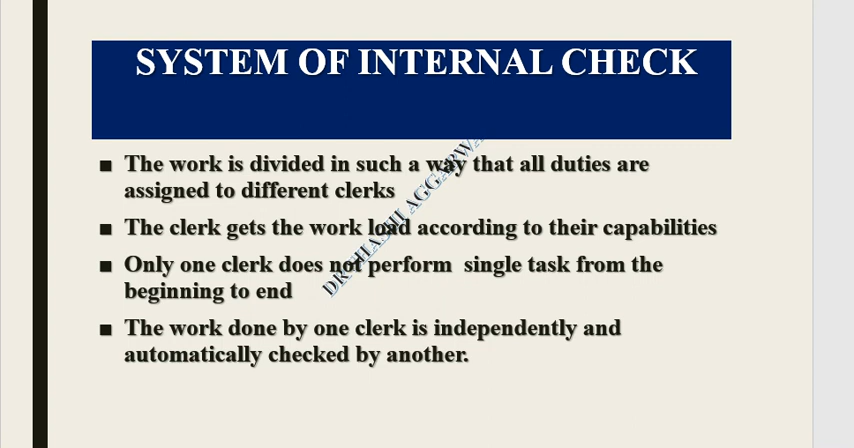 SYSTEM OF INTERNAL CHECK
■ The work is divided in such a way that all duties are
assigned to different clerks
■ The clerk gets the work load according to their capabilities
■ Only one clerk does not perform  single task from the
beginning to end
■ The work done by one clerk is independently and
automatically checked by another.